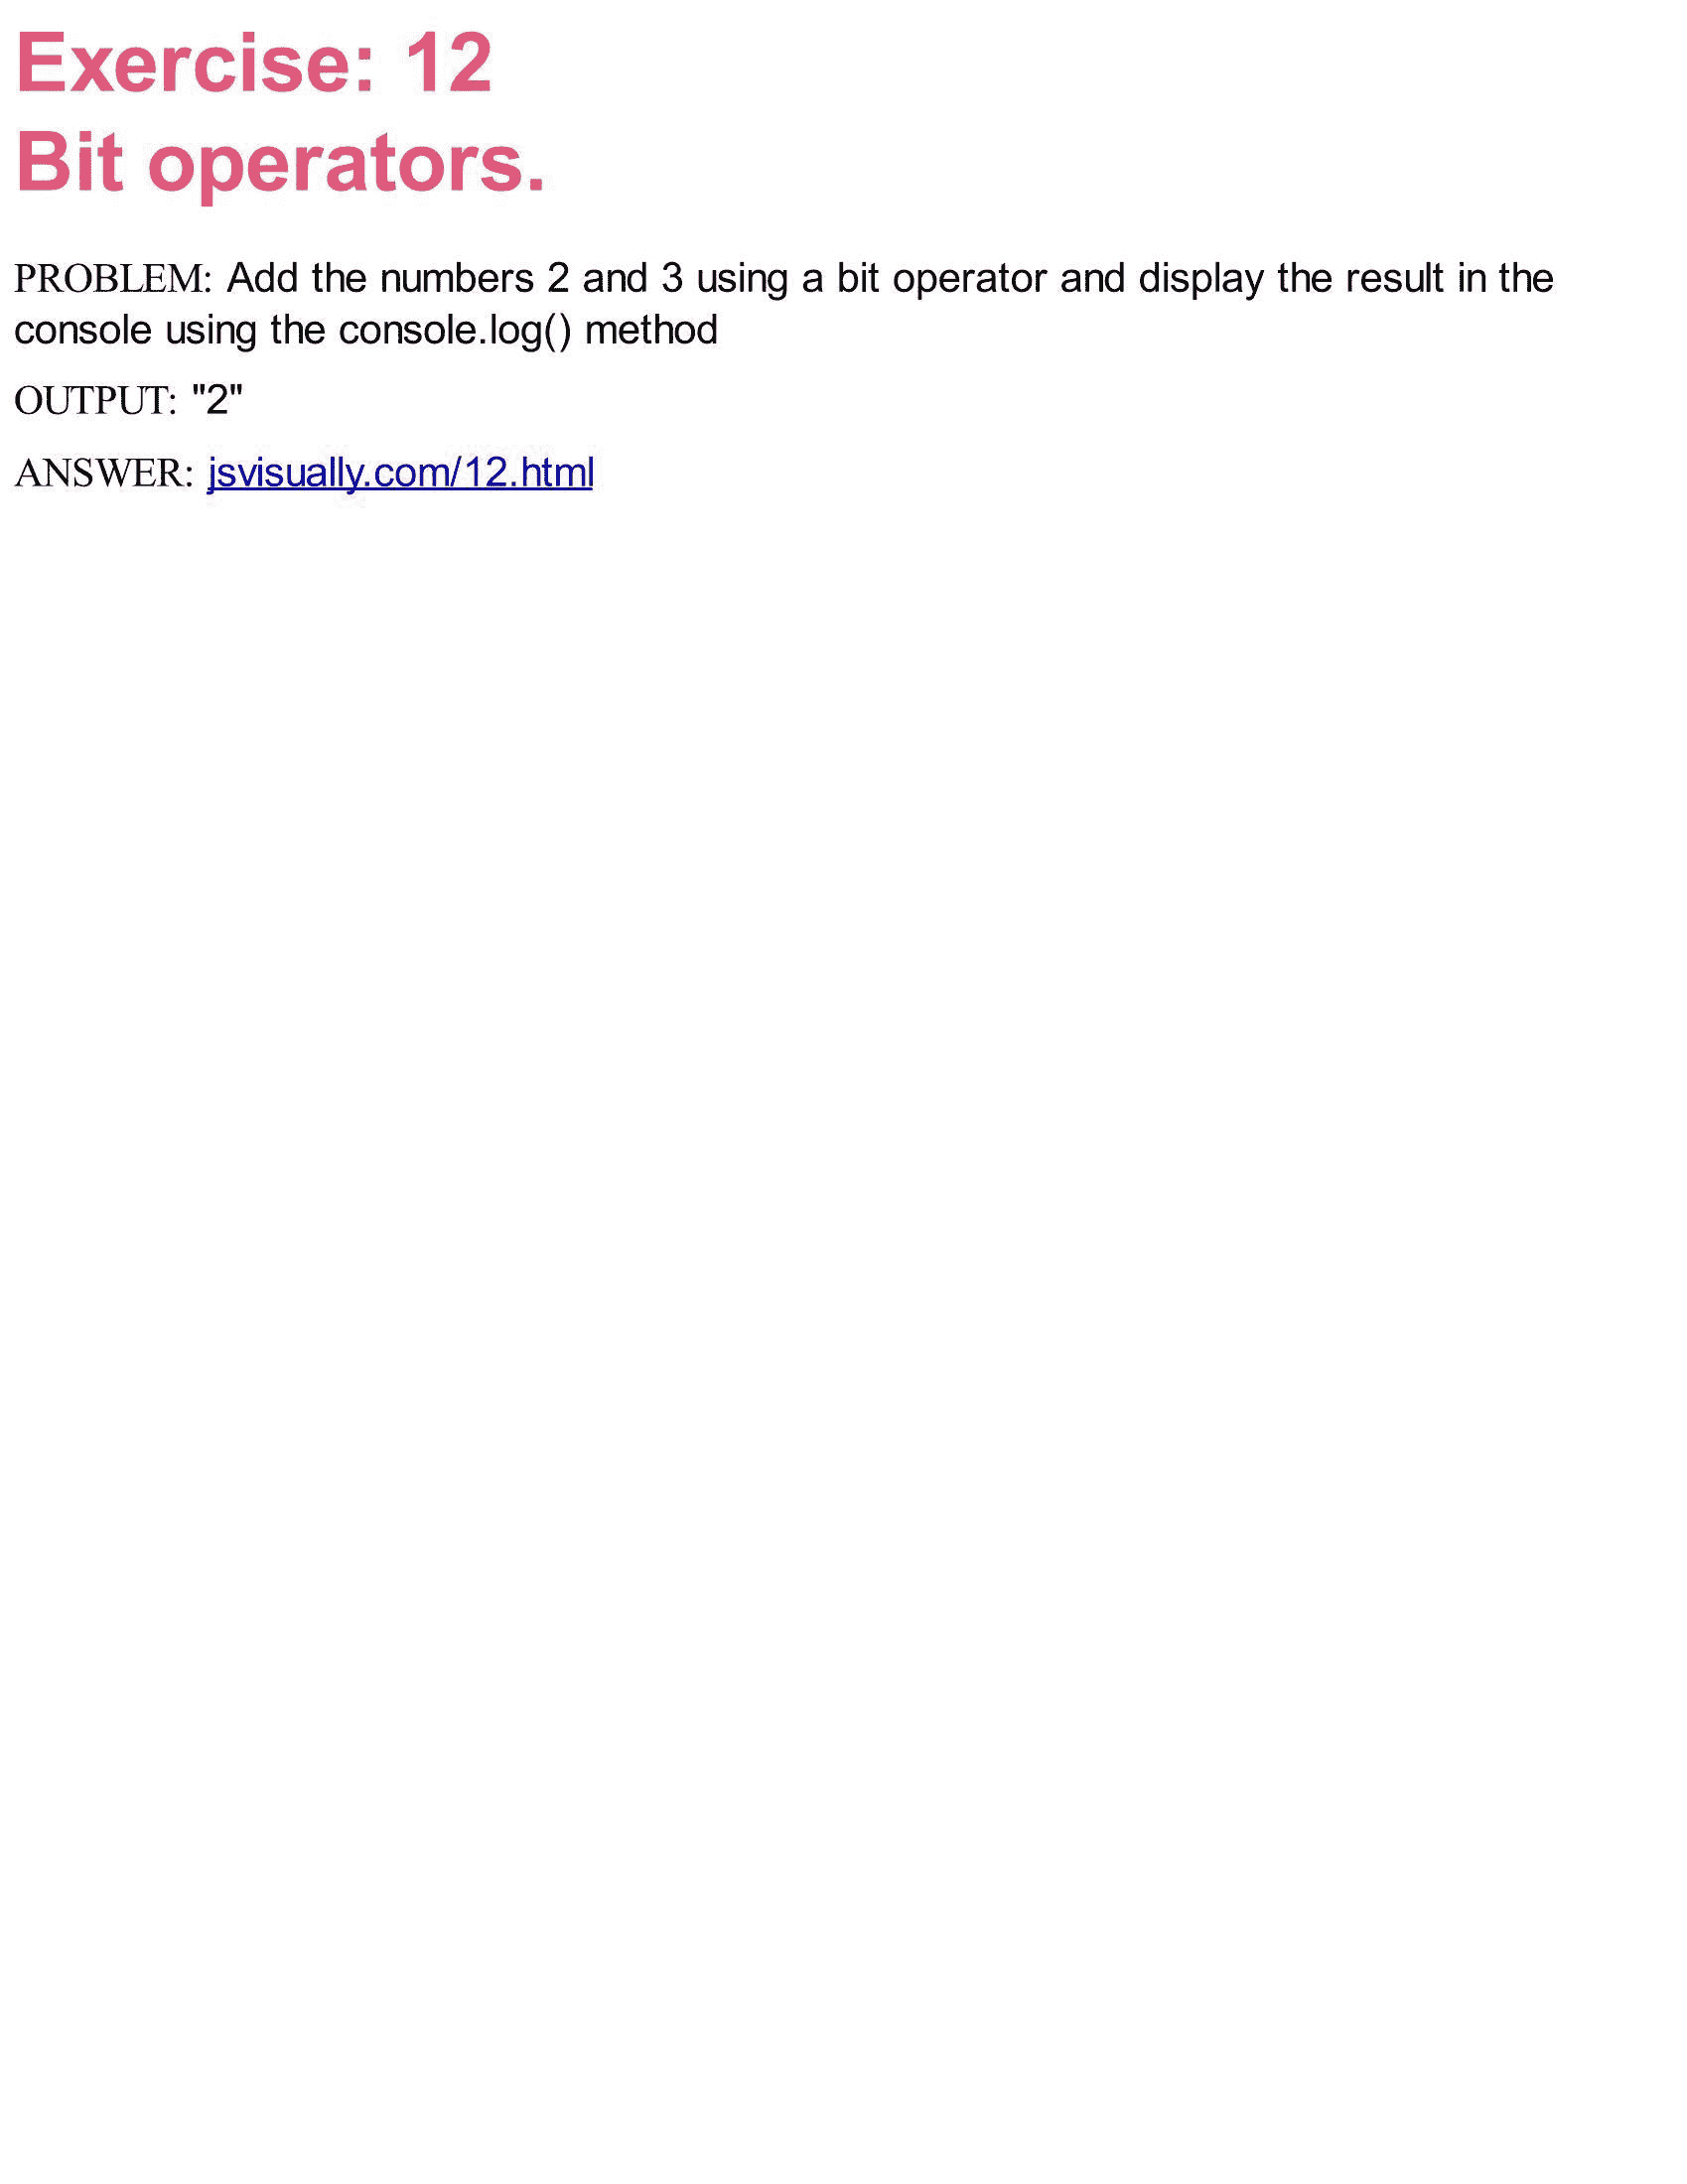 Exercise: 12
Bit operators.
PROBLEM: Add the numbers 2 and 3 using a bit operator and display the result in the
console using the console.log() method
OUTPUT: "2"
ANSWER: jsvisually.com/12.html